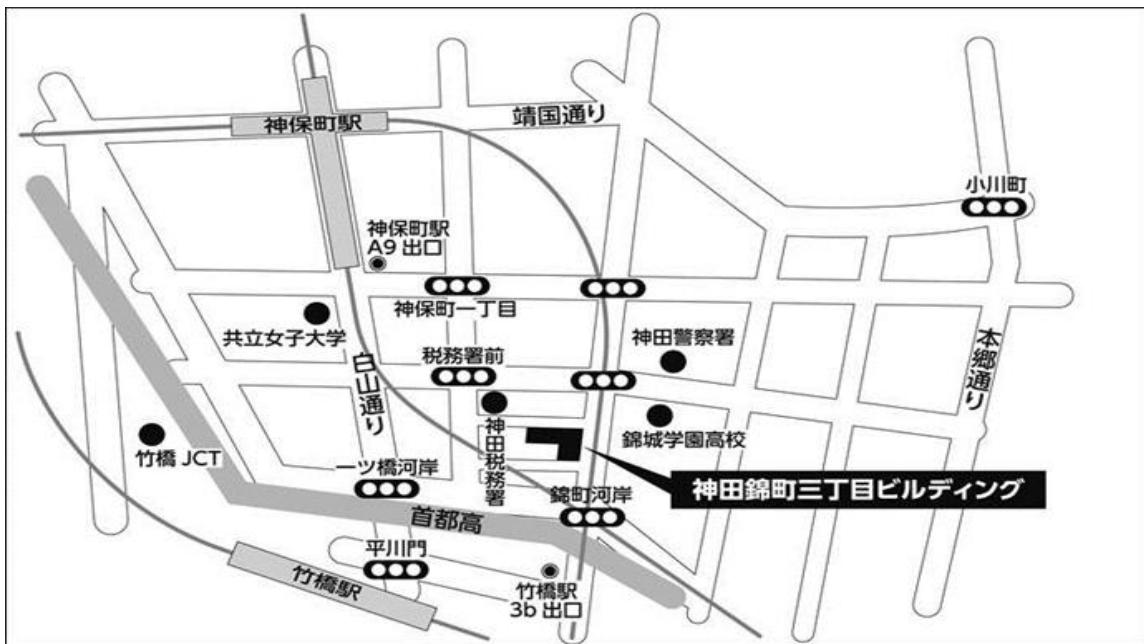 靖国通り
神保町駅
小川町
神保町駅
A9 出口
神保町一丁目
共立女子大学
神田警察署
税務署前
白山通り
本郷通り
竹橋 JCT
神田税務署
錦城学園高校
一ツ橋河岸
神田錦町三丁目ビルディング
錦町河岸
首都高
平川門
竹橋駅
竹橋駅
3b 出口